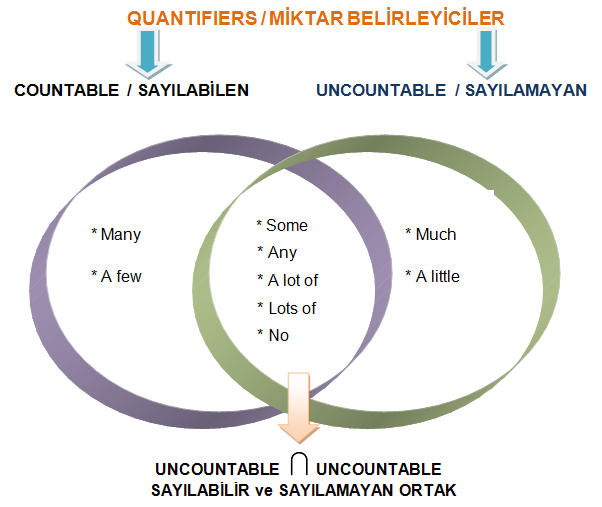 QUANTIFIERS / MİKTAR BELİRLEYİCİLER
COUNTABLE / SAYILABİLEN
UNCOUNTABLE / SAYILAMAYAN
* Many
* A few
* Some
* Any
* A lot of
* Lots of
* No
* Much
* A little
UNCOUNTABLE ⋂ UNCOUNTABLE
SAYILABİLİR ve SAYILAMAYAN ORTAK